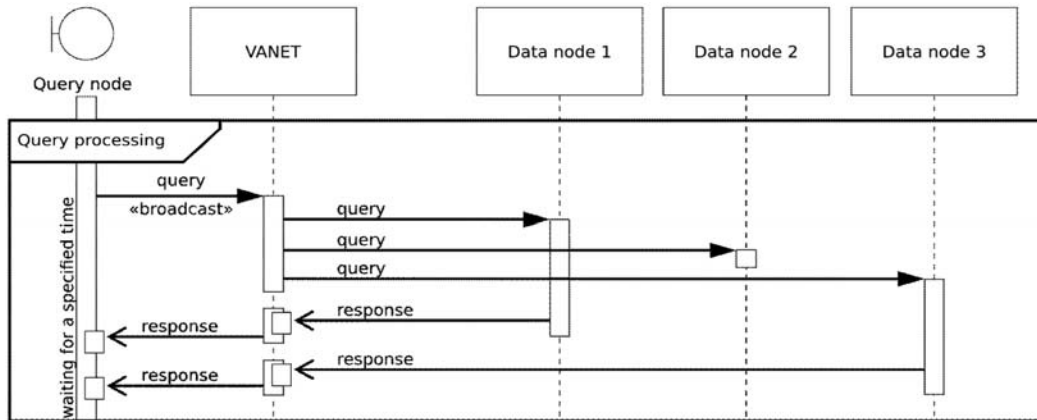 VANET
Data node 1
Data node 2
Data node 3
Query node
Query processing
query
«broadcast»
query
query
query
response
response
response
response
waiting for a specified time